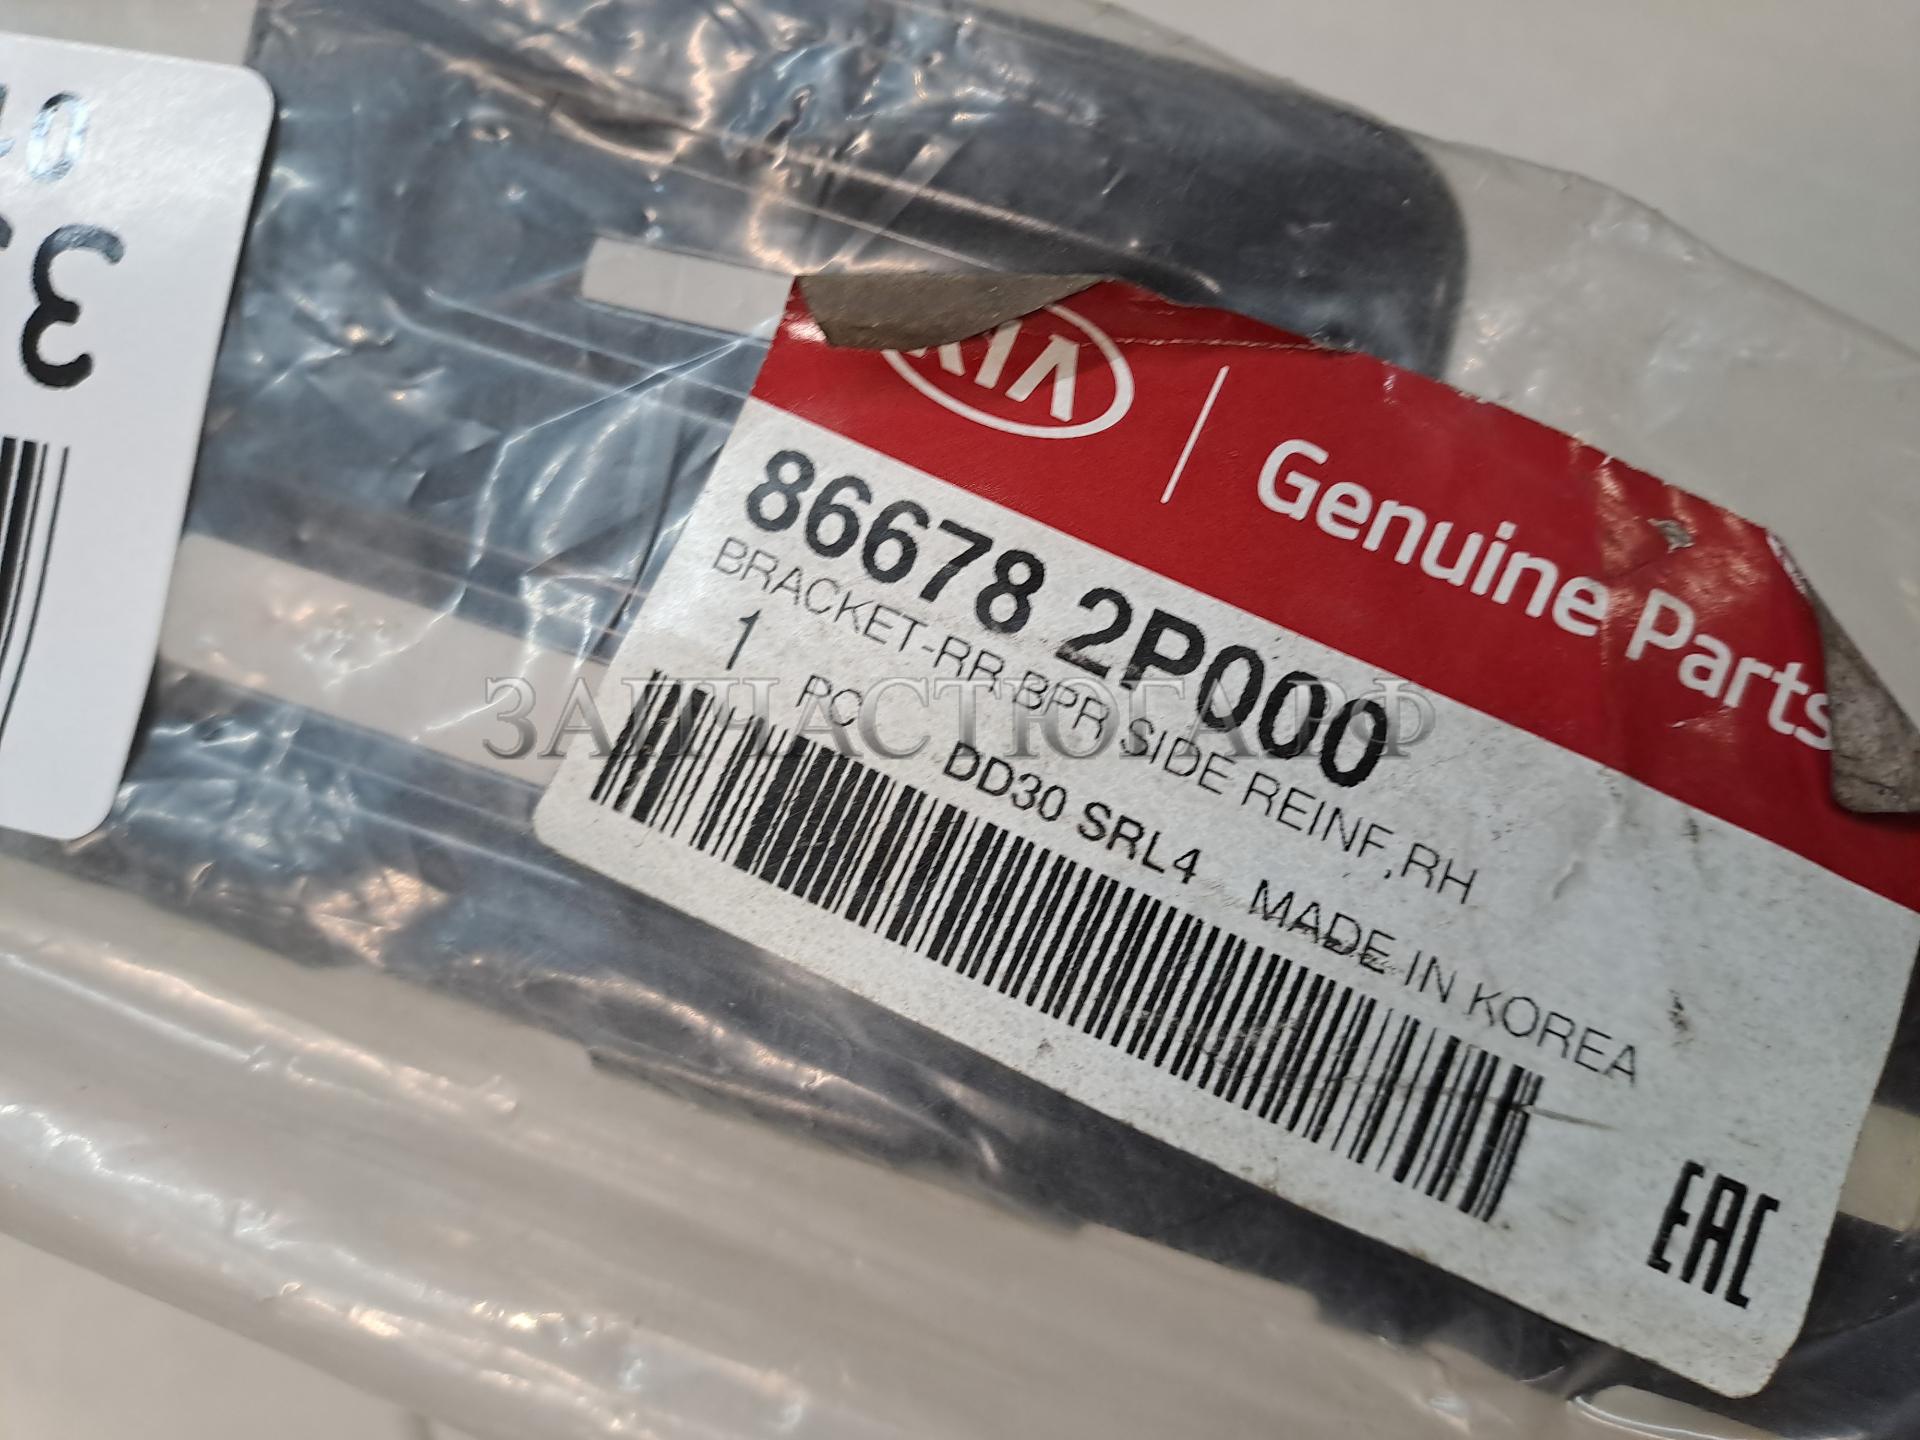 KIA
Genuine Parts
86678 2P000
BRACKET-RR BPR SIDE REINF,RH
1 PC DD30 SRL4 MADE IN KOREA
EAC
ЗАПЧАСТЮГА.РФ
3